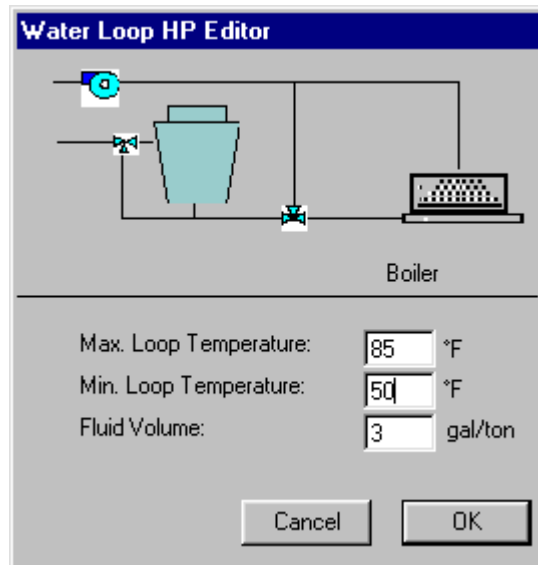 Water Loop HP Editor
Boiler
Max. Loop Temperature: 85 °F
Min. Loop Temperature: 50 °F
Fluid Volume: 3 gal/ton
Cancel OK